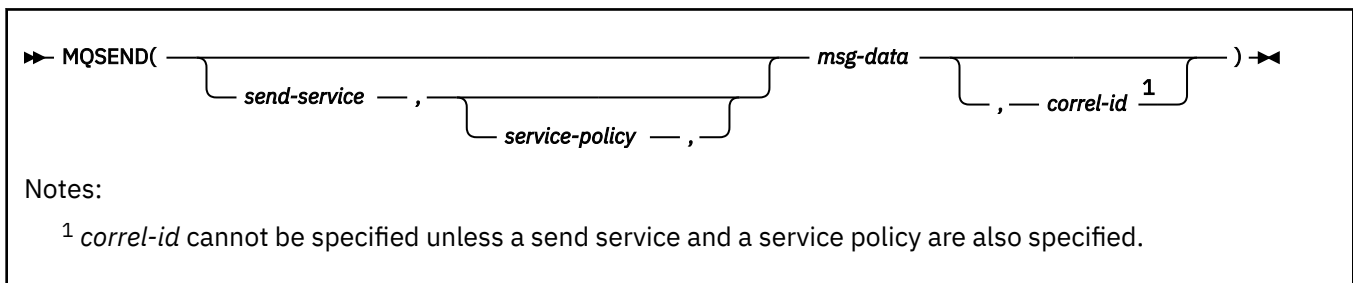 MQSEND( msg-data )
send-service , , correl-id 1
service-policy ,
Notes:
1 correl-id cannot be specified unless a send service and a service policy are also specified.